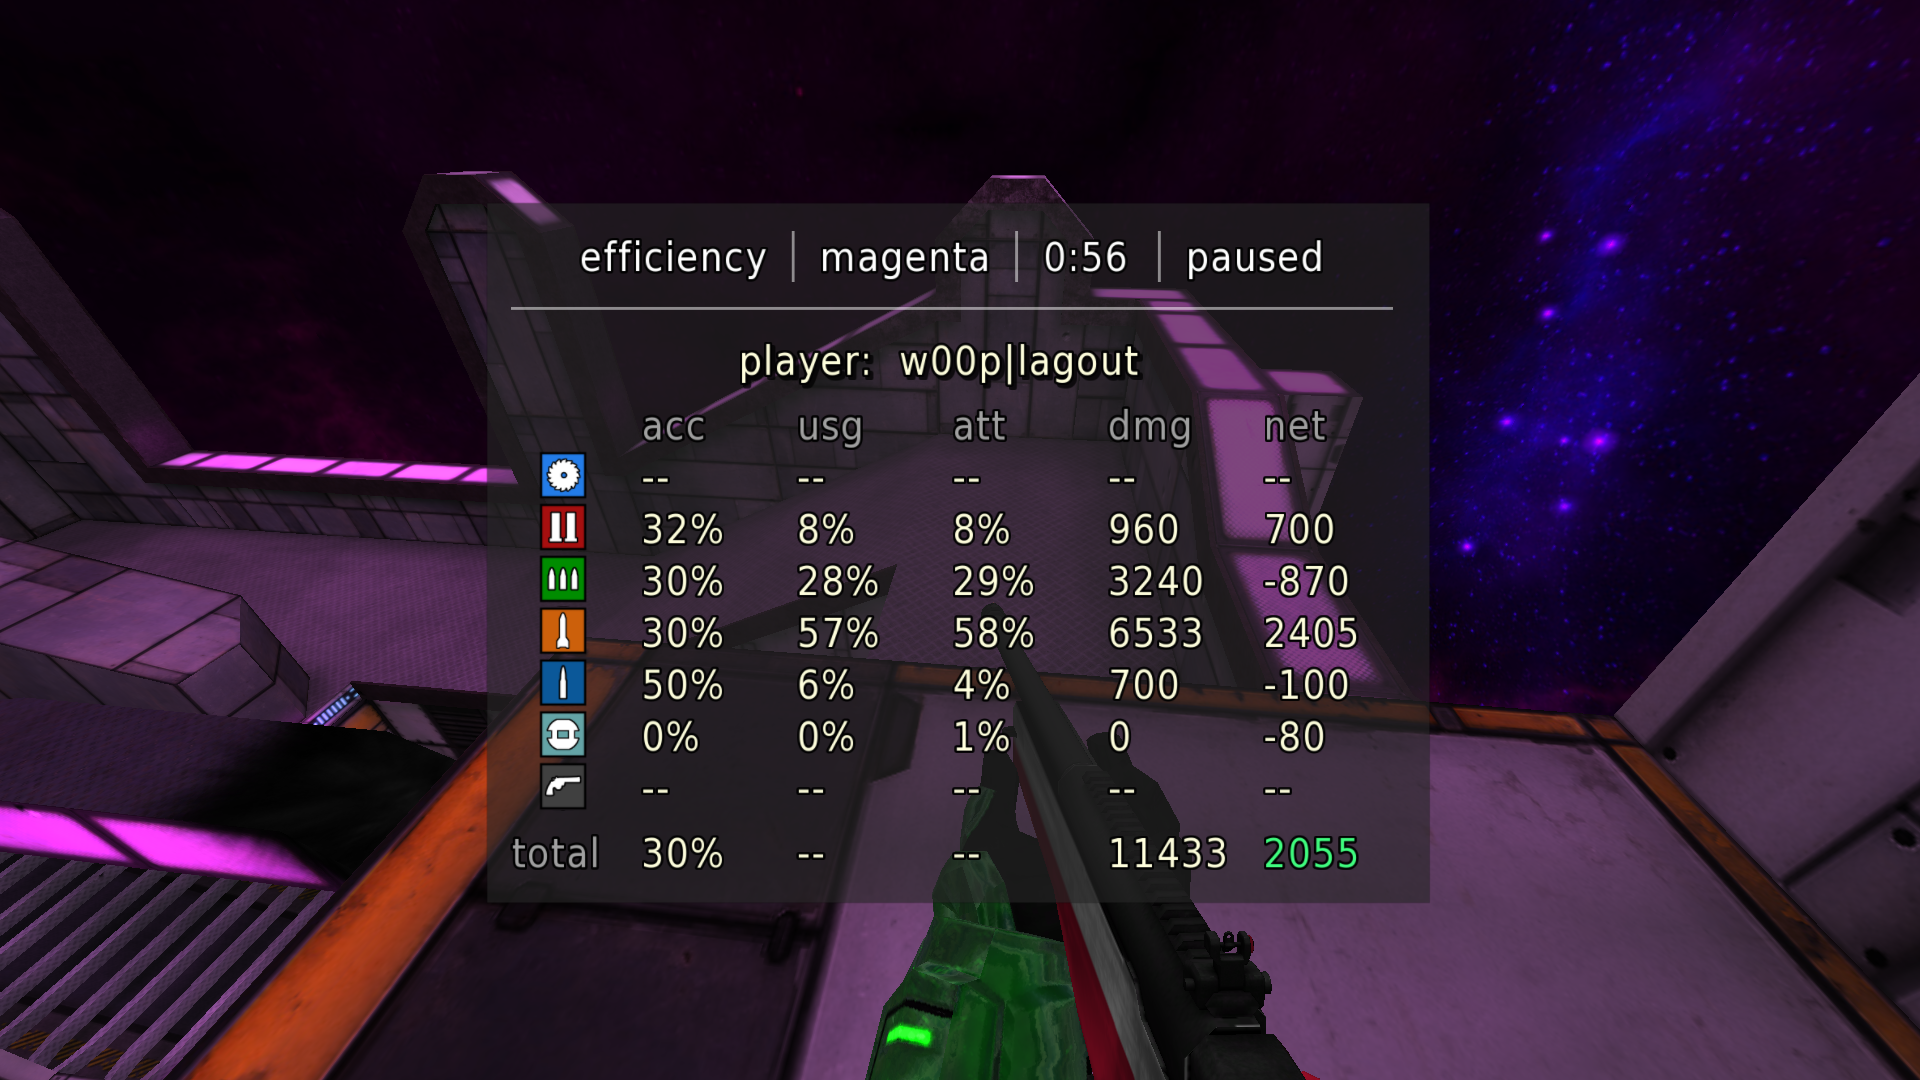 efficiency | magenta | 0:56 | paused
player: w00p|lagout
acc usg att dmg net
-- -- -- -- --
32% 8% 8% 960 700
30% 28% 29% 3240 -870
30% 57% 58% 6533 2405
50% 6% 4% 700 -100
0% 0% 1% 0 -80
-- -- -- -- --
total 30% -- -- 11433 2055